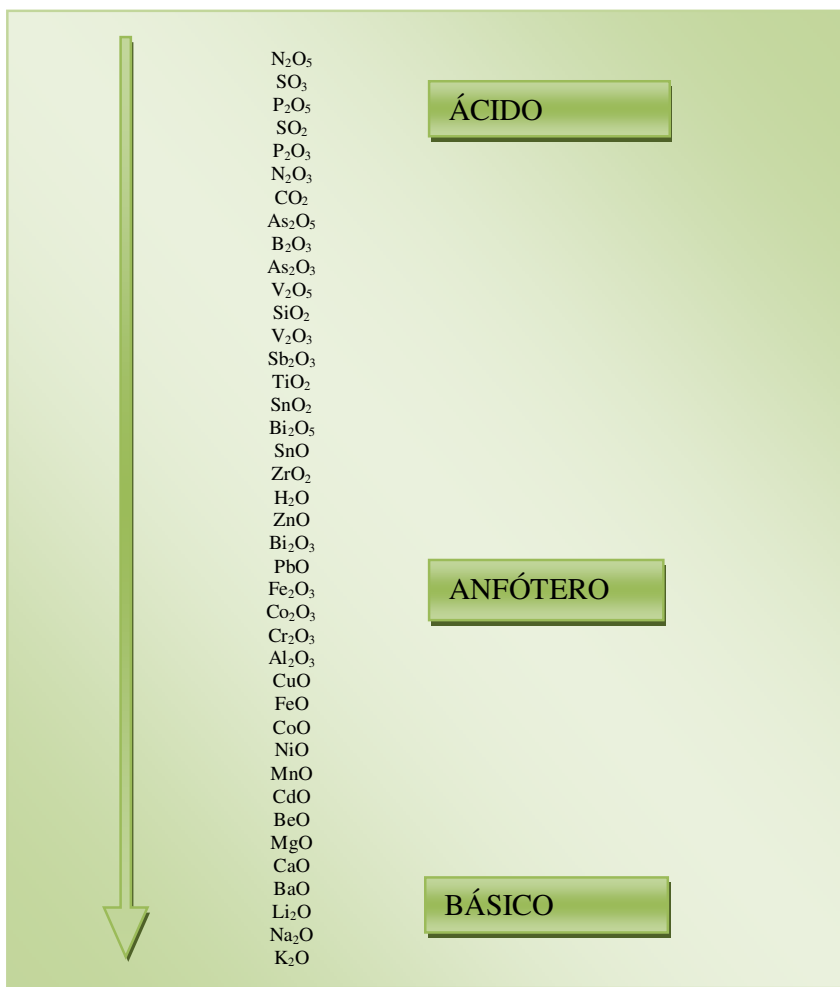 N₂O₅
SO₃
ÁCIDO
P₂O₅
SO₂
P₂O₃
N₂O₃
CO₂
As₂O₅
B₂O₃
As₂O₃
V₂O₅
SiO₂
V₂O₃
Sb₂O₃
TiO₂
SnO₂
Bi₂O₅
SnO
ZrO₂
H₂O
ZnO
Bi₂O₃
PbO
Fe₂O₃
ANFÓTERO
Co₂O₃
Cr₂O₃
Al₂O₃
CuO
FeO
CoO
NiO
MnO
CdO
BeO
MgO
CaO
BaO
Li₂O
BÁSICO
Na₂O
K₂O